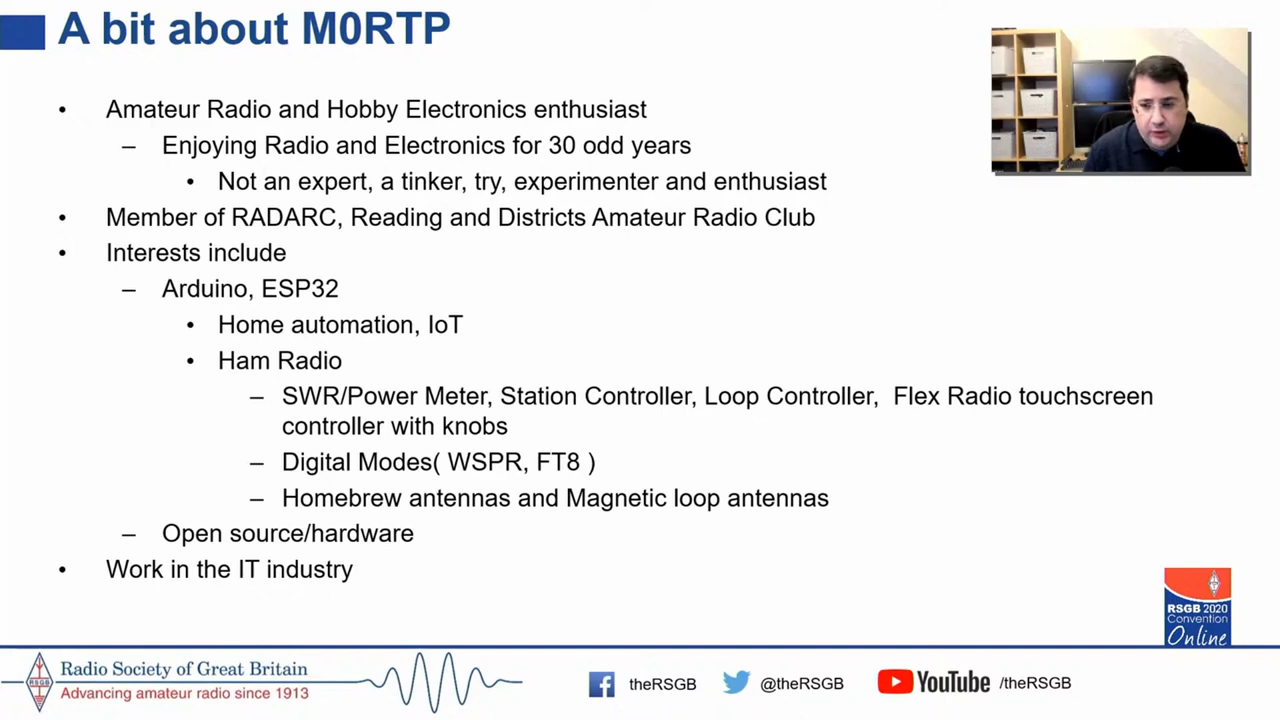 A bit about M0RTP
• Amateur Radio and Hobby Electronics enthusiast
– Enjoying Radio and Electronics for 30 odd years
• Not an expert, a tinker, try, experimenter and enthusiast
• Member of RADARC, Reading and Districts Amateur Radio Club
• Interests include
– Arduino, ESP32
• Home automation, IoT
• Ham Radio
– SWR/Power Meter, Station Controller, Loop Controller,  Flex Radio touchscreen
controller with knobs
– Digital Modes( WSPR, FT8 )
– Homebrew antennas and Magnetic loop antennas
– Open source/hardware
• Work in the IT industry
RSGB 2020
Convention
Online
RSGB
Radio Society of Great Britain
Advancing amateur radio since 1913
theRSGB
@theRSGB
YouTube /theRSGB